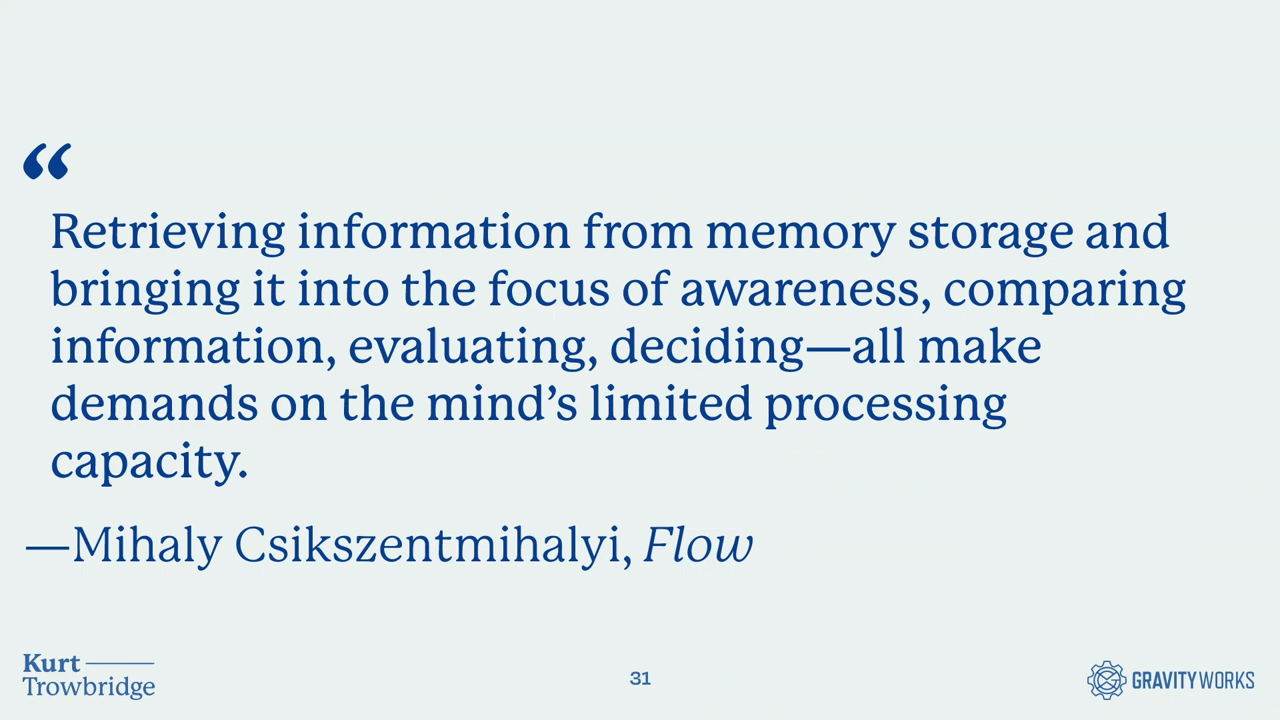 “
Retrieving information from memory storage and
bringing it into the focus of awareness, comparing
information, evaluating, deciding—all make
demands on the mind’s limited processing
capacity.
—Mihaly Csikszentmihalyi, Flow
Kurt
Trowbridge
31
GRAVITYWORKS